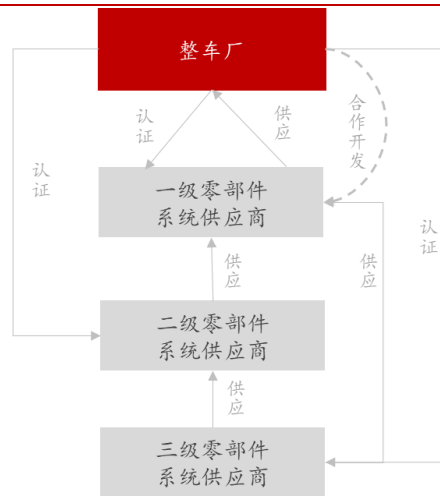 整车厂
认证
供应
合作开发
认证
一级零部件
系统供应商
认证
供应
供应
二级零部件
系统供应商
供应
三级零部件
系统供应商